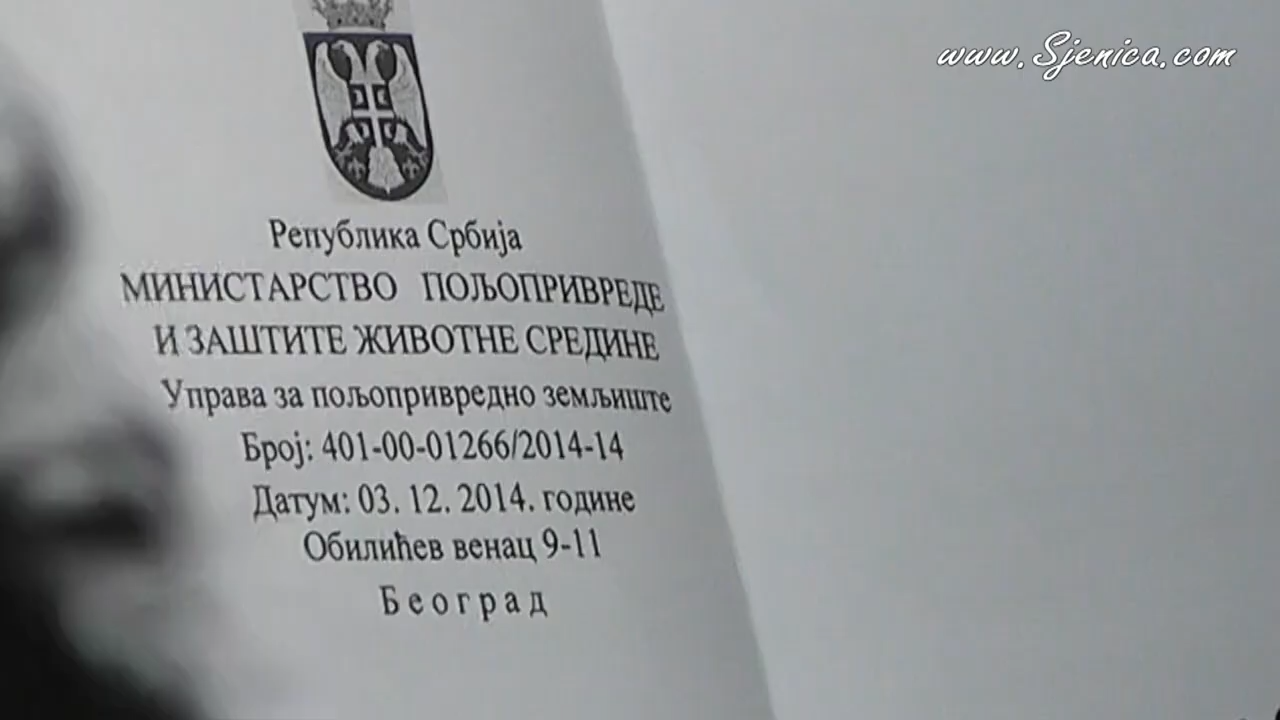 www.Sjenica.com
Република Србија
МИНИСТАРСТВО ПОЉОПРИВРЕДЕ
И ЗАШТИТЕ ЖИВОТНЕ СРЕДИНЕ
Управа за пољопривредно земљиште
Број: 401-00-01266/2014-14
Датум: 03. 12. 2014. године
Обилићев венац 9-11
Б е о г р а д